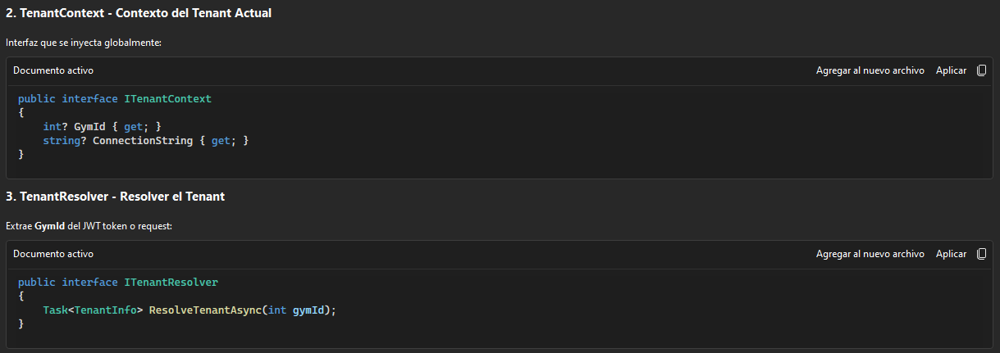 2. TenantContext - Contexto del Tenant Actual
Interfaz que se inyecta globalmente:
Documento activo Agregar al nuevo archivo Aplicar
public interface ITenantContext
{
    int? GymId { get; }
    string? ConnectionString { get; }
}
3. TenantResolver - Resolver el Tenant
Extrae GymId del JWT token o request:
Documento activo Agregar al nuevo archivo Aplicar
public interface ITenantResolver
{
    Task<TenantInfo> ResolveTenantAsync(int gymId);
}